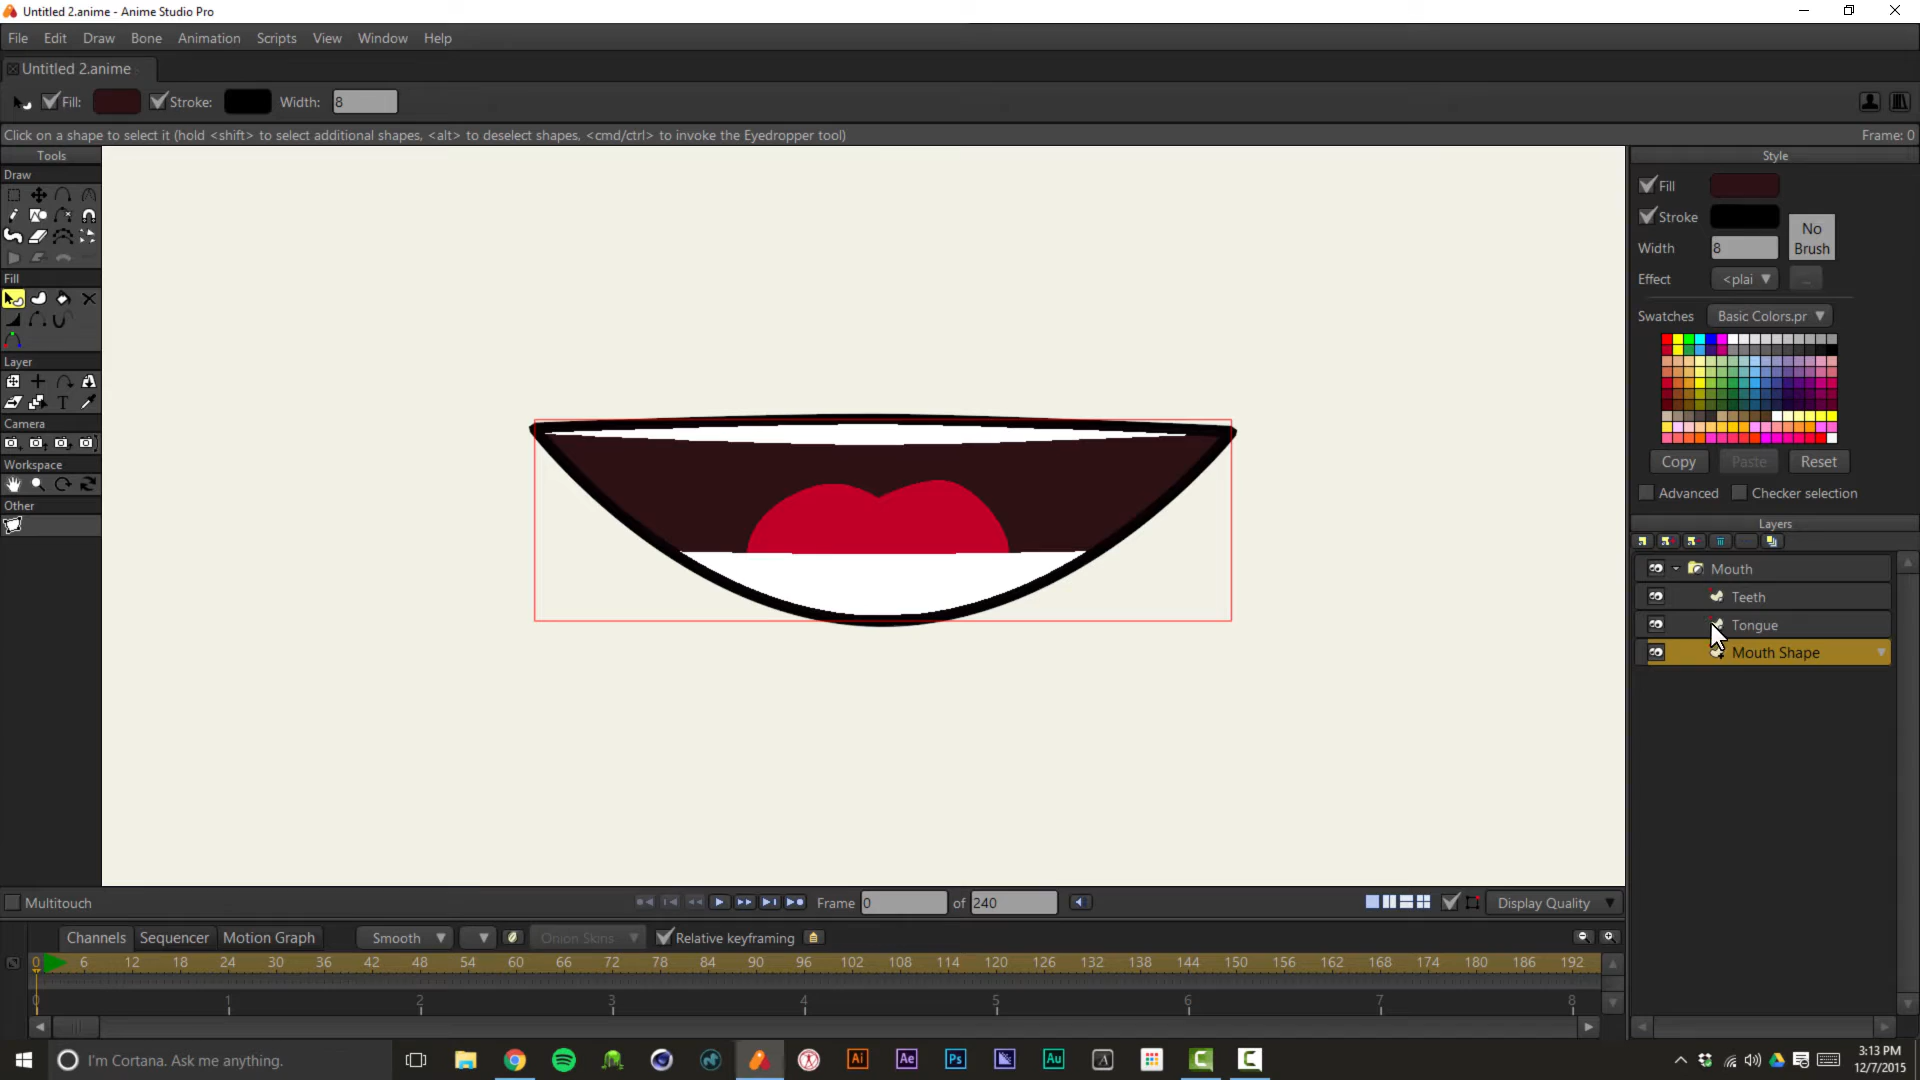 Untitled 2.anime - Anime Studio Pro
File Edit Draw Bone Animation Scripts View Window Help
Untitled 2.anime
Fill: Stroke: Width: 8
Click on a shape to select it (hold <shift> to select additional shapes, <alt> to deselect shapes, <cmd/ctrl> to invoke the Eyedropper tool) Frame: 0
Tools
Draw
Fill
Layer
T
Camera
Workspace
Other
Style
Fill
Stroke
Width 8
No
Brush
Effect <plai ...
Swatches Basic Colors.pr
Copy Paste Reset
Advanced Checker selection
Layers
Mouth
Teeth
Tongue
Mouth Shape
Multitouch Frame 0 of 240 Display Quality
Channels Sequencer Motion Graph Smooth Onion Skins Relative keyframing
0 6 12 18 24 30 36 42 48 54 60 66 72 78 84 90 96 102 108 114 120 126 132 138 144 150 156 162 168 174 180 186 192
0 1 2 3 4 5 6 7 8
I'm Cortana. Ask me anything. Ai Ae Ps Au A C C 3:13 PM
12/7/2015